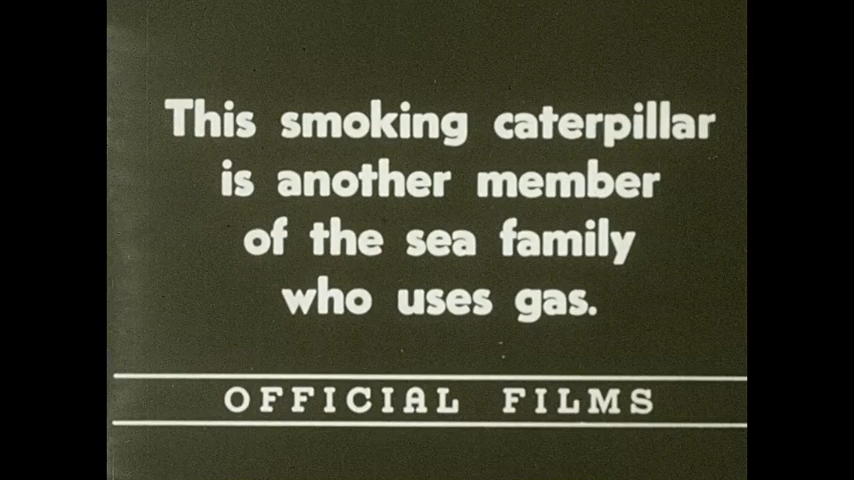 This smoking caterpillar
is another member
of the sea family
who uses gas.
OFFICIAL FILMS